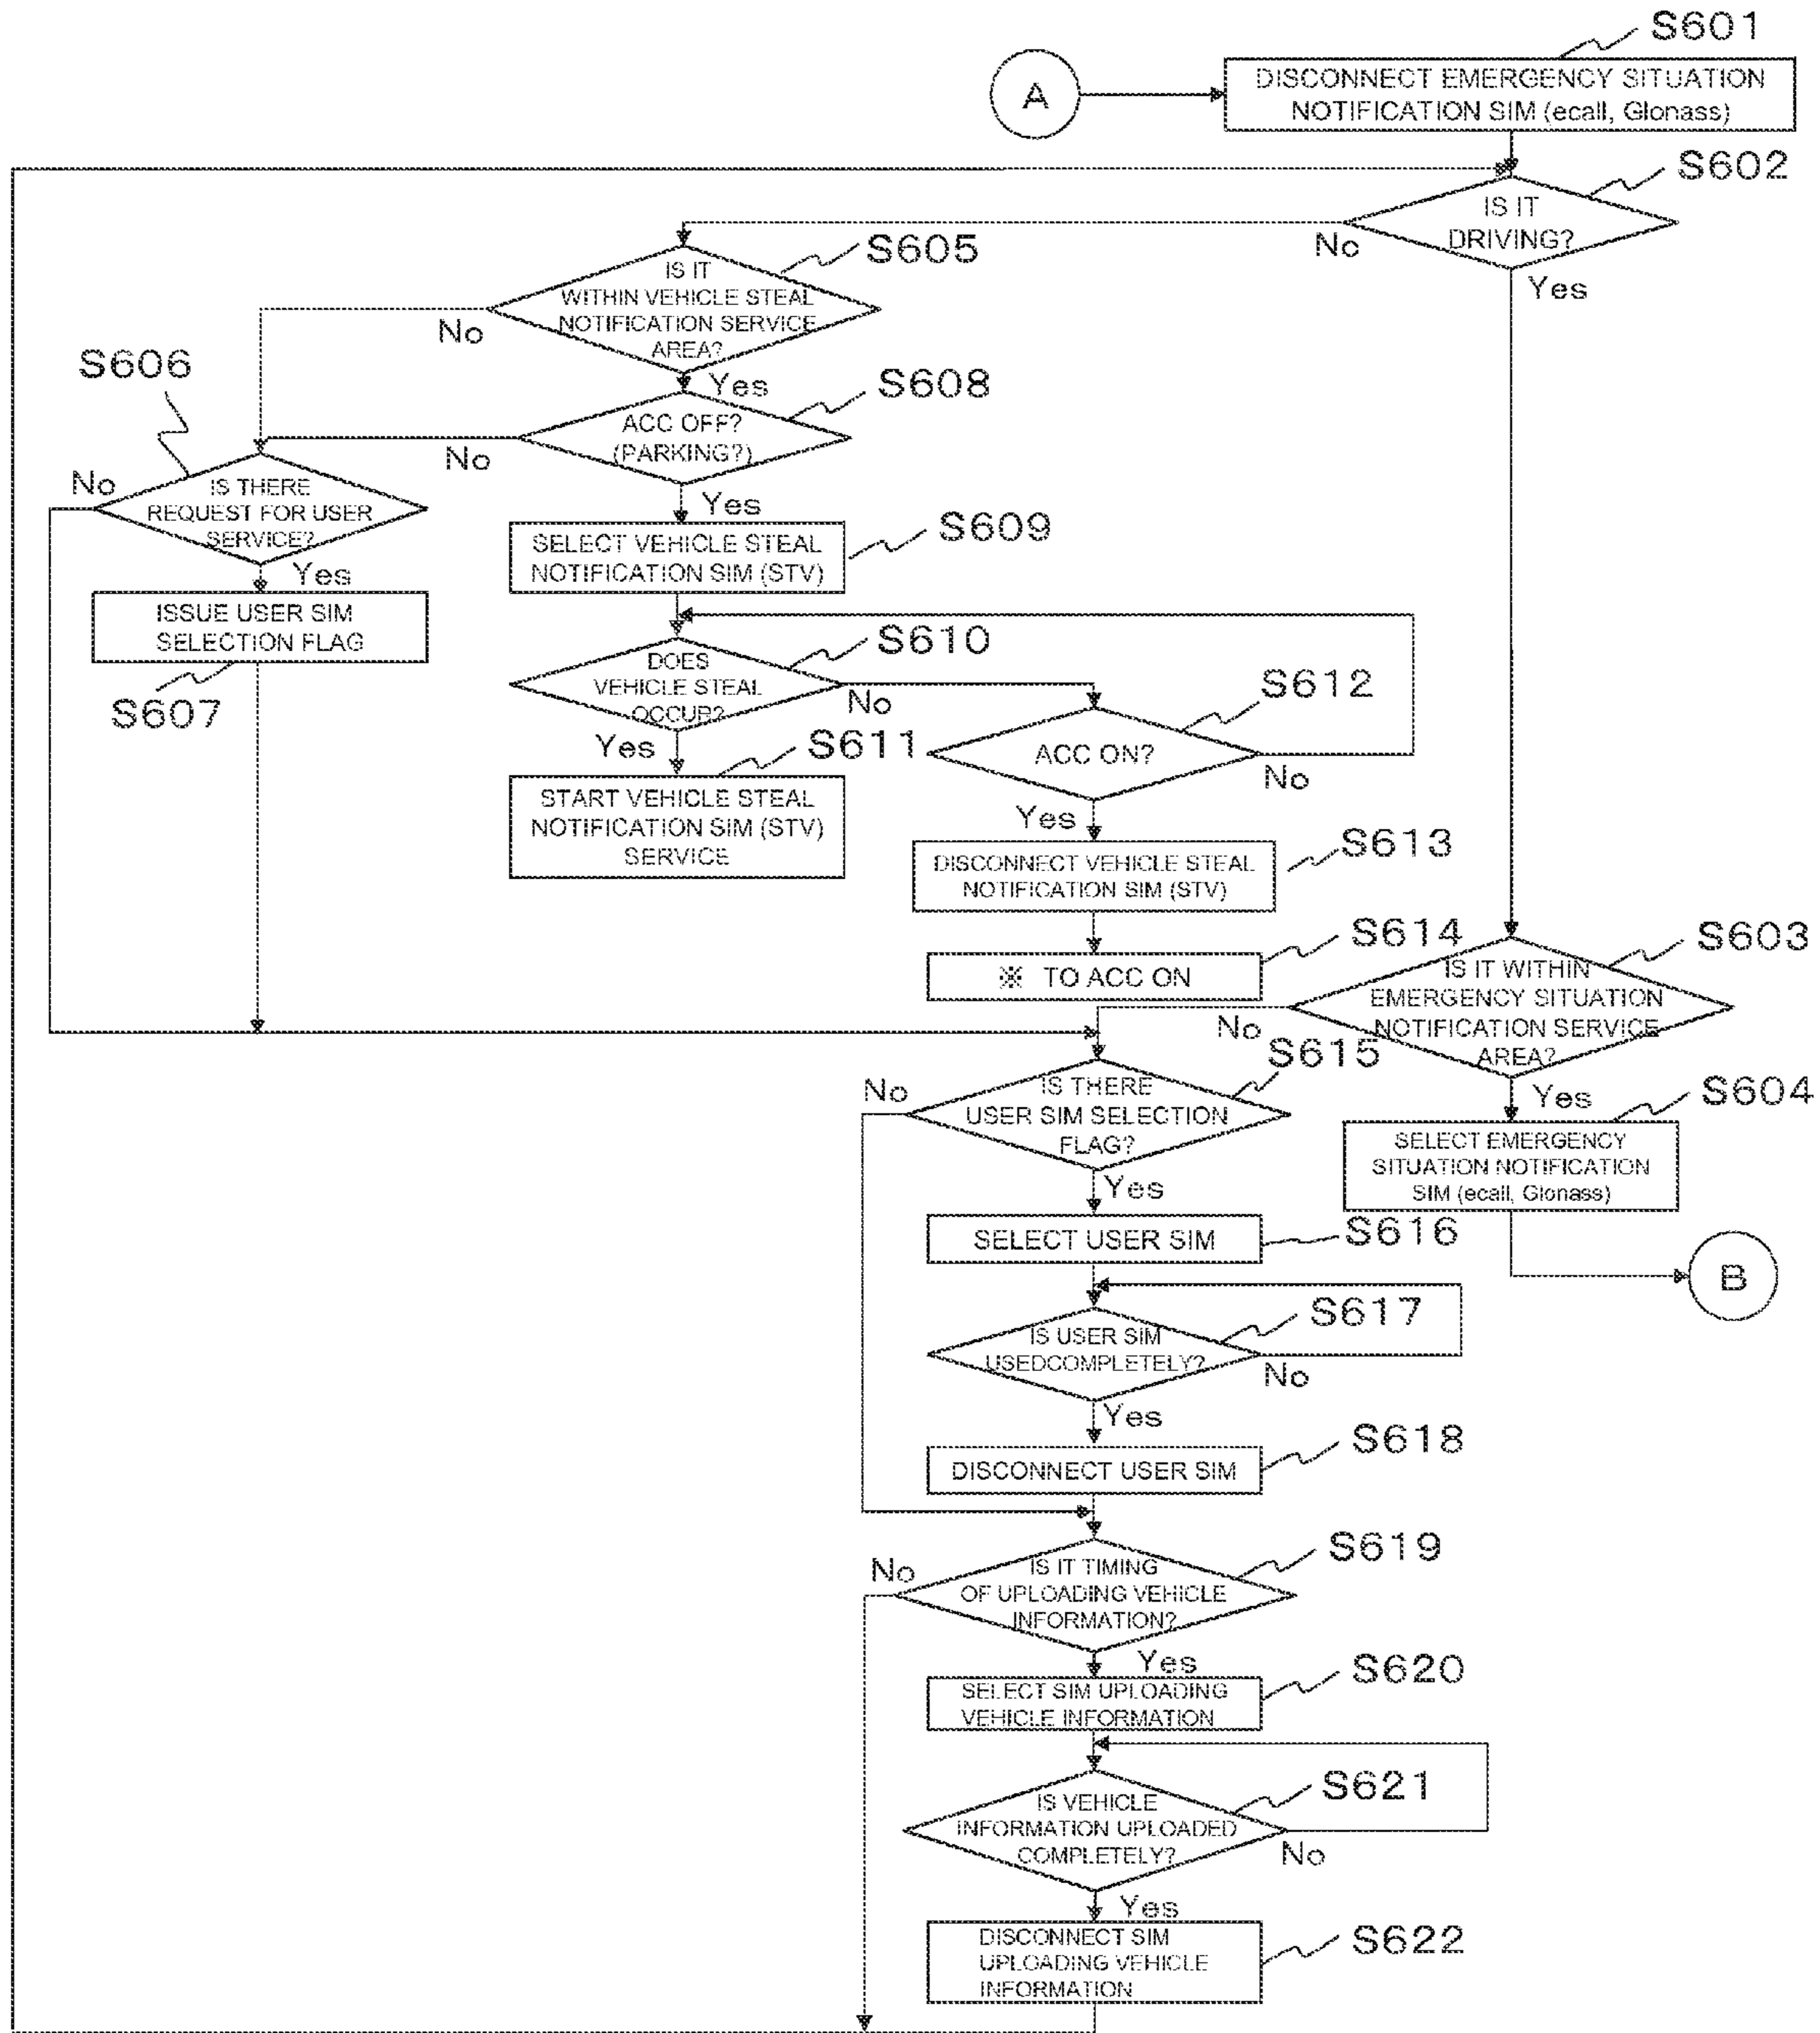 S601
A
DISCONNECT EMERGENCY SITUATION
NOTIFICATION SIM (ecall, Glonass)
S602
IS IT
DRIVING?
No
Yes
S605
IS IT
WITHIN VEHICLE STEAL
NOTIFICATION SERVICE
AREA?
No
Yes
S606
S608
ACC OFF?
(PARKING?)
No
Yes
No
IS THERE
REQUEST FOR USER
SERVICE?
Yes
S609
SELECT VEHICLE STEAL
NOTIFICATION SIM (STV)
ISSUE USER SIM
SELECTION FLAG
S607
S610
DOES
VEHICLE STEAL
OCCUR?
No
Yes
S612
ACC ON?
No
Yes
S611
START VEHICLE STEAL
NOTIFICATION SIM (STV)
SERVICE
S613
DISCONNECT VEHICLE STEAL
NOTIFICATION SIM (STV)
S614
※ TO ACC ON
S603
IS IT WITHIN
EMERGENCY SITUATION
NOTIFICATION SERVICE
AREA?
No
Yes
S615
IS THERE
USER SIM SELECTION
FLAG?
No
Yes
S604
SELECT EMERGENCY
SITUATION NOTIFICATION
SIM (ecall, Glonass)
S616
SELECT USER SIM
B
S617
IS USER SIM
USEDCOMPLETELY?
No
Yes
S618
DISCONNECT USER SIM
S619
IS IT TIMING
OF UPLOADING VEHICLE
INFORMATION?
No
Yes
S620
SELECT SIM UPLOADING
VEHICLE INFORMATION
S621
IS VEHICLE
INFORMATION UPLOADED
COMPLETELY?
No
Yes
S622
DISCONNECT SIM
UPLOADING VEHICLE
INFORMATION